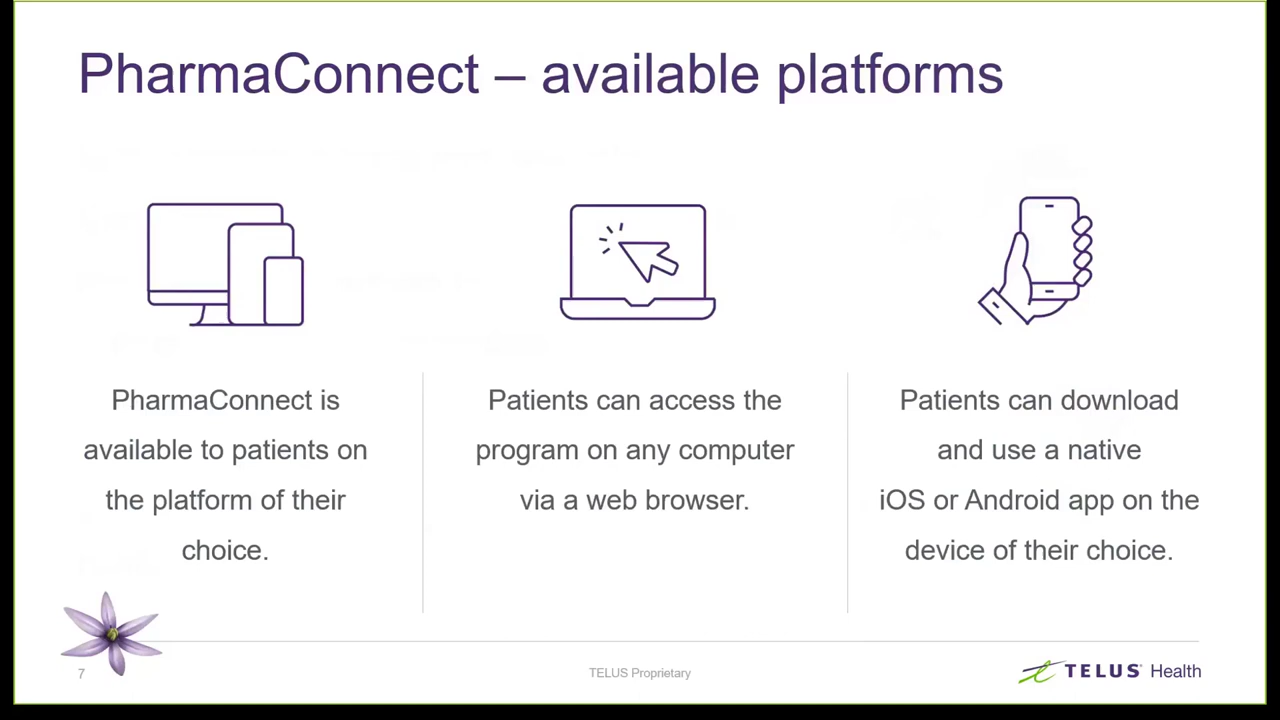 PharmaConnect – available platforms
PharmaConnect is
available to patients on
the platform of their
choice.
Patients can access the
program on any computer
via a web browser.
Patients can download
and use a native
iOS or Android app on the
device of their choice.
7
TELUS Proprietary
TELUS® Health